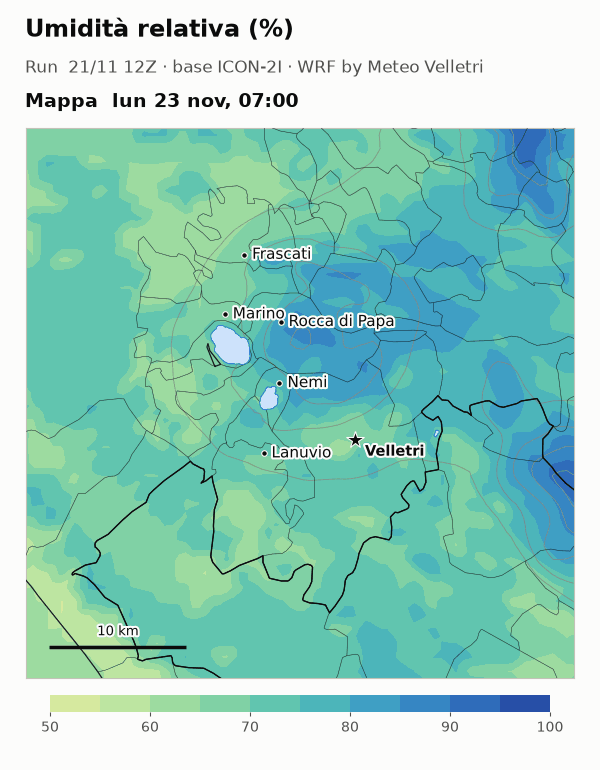 Umidità relativa (%)
Run 21/11 12Z · base ICON-2I · WRF by Meteo Velletri
Mappa lun 23 nov, 07:00
Frascati
Marino
Rocca di Papa
Nemi
Velletri
Lanuvio
10 km
50 60 70 80 90 100